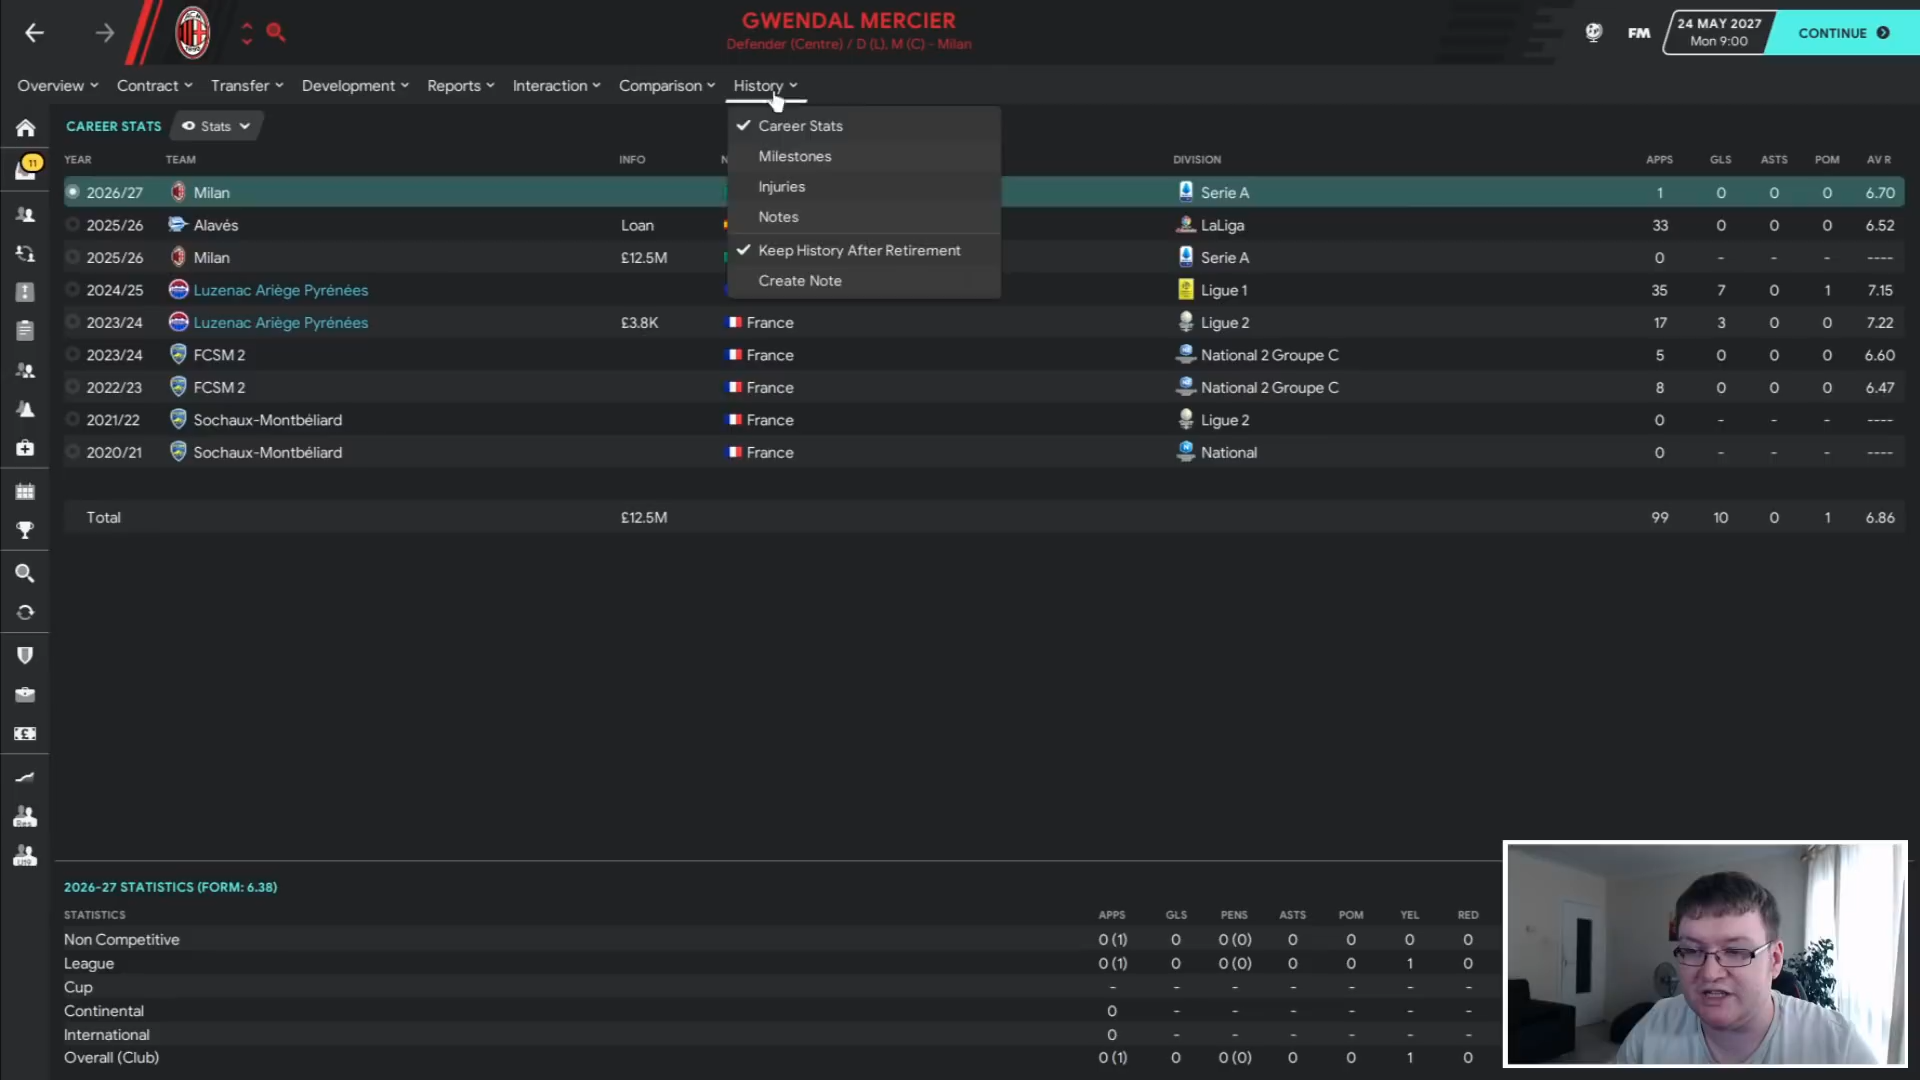 GWENDAL MERCIER
Defender (Centre) / D (L), M (C) - Milan
FM
24 MAY 2027
Mon 9:00
CONTINUE
Overview Contract Transfer Development Reports Interaction Comparison History
CAREER STATS Stats
Career Stats
Milestones
Injuries
Notes
Keep History After Retirement
Create Note
YEAR TEAM INFO N DIVISION APPS GLS ASTS POM AV R
11
2026/27 Milan Serie A 1 0 0 0 6.70
2025/26 Alavés Loan LaLiga 33 0 0 0 6.52
2025/26 Milan £12.5M Serie A 0 - - - ----
2024/25 Luzenac Ariège Pyrénées Ligue 1 35 7 0 1 7.15
2023/24 Luzenac Ariège Pyrénées £3.8K France Ligue 2 17 3 0 0 7.22
2023/24 FCSM 2 France National 2 Groupe C 5 0 0 0 6.60
2022/23 FCSM 2 France National 2 Groupe C 8 0 0 0 6.47
2021/22 Sochaux-Montbéliard France Ligue 2 0 - - - ----
2020/21 Sochaux-Montbéliard France National 0 - - - ----
Total £12.5M 99 10 0 1 6.86
2026-27 STATISTICS (FORM: 6.38)
STATISTICS APPS GLS PENS ASTS POM YEL RED
Non Competitive 0 (1) 0 0 (0) 0 0 0 0
League 0 (1) 0 0 (0) 0 0 1 0
Cup - - - - - - -
Continental 0 - - - - - -
International 0 - - - - - -
Overall (Club) 0 (1) 0 0 (0) 0 0 1 0